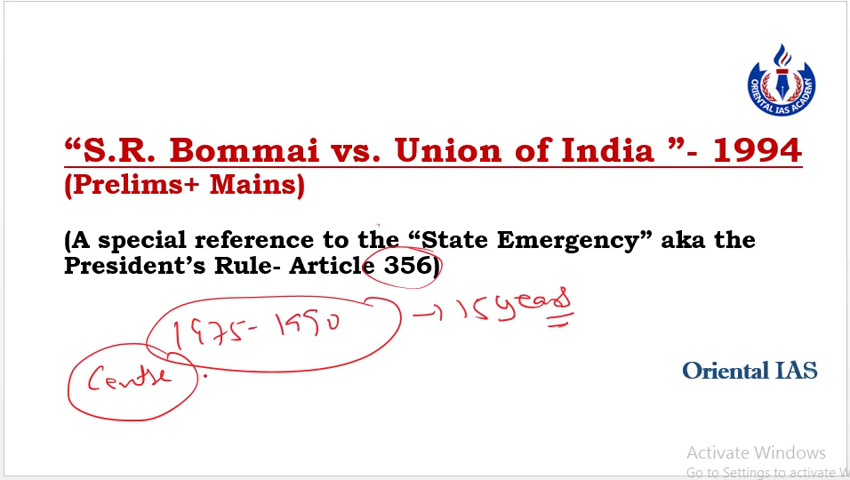 ORIENTAL IAS ACADEMY
“S.R. Bommai vs. Union of India ”- 1994
(Prelims+ Mains)
(A special reference to the “State Emergency” aka the
President’s Rule- Article 356)
1975- 1990 → 15 years
Centre
Oriental IAS
Activate Windows
Go to Settings to activate W